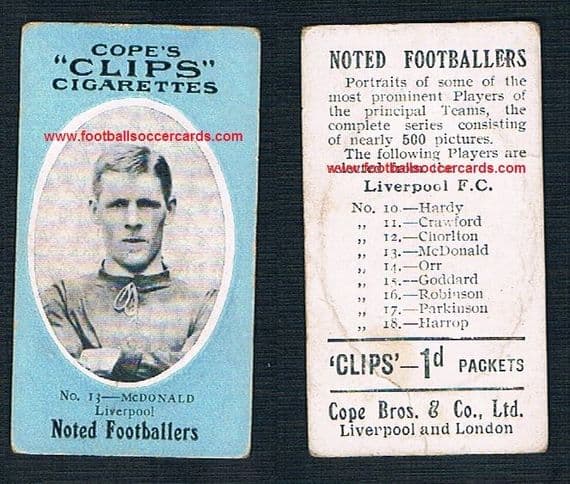 COPE'S
"CLIPS"
CIGARETTES
www.footballsoccercards.com
No. 13—McDONALD
Liverpool
Noted Footballers
NOTED FOOTBALLERS
Portraits of some of the
most prominent Players of
the principal Teams, the
complete series consisting
of nearly 500 pictures.
The following Players are
www.footballsoccercards.com
Liverpool F.C.
No. 10—Hardy
„ 11.—Crawford
„ 12.—Chorlton
„ 13—McDonald
„ 14.—Orr
„ 15.—Goddard
„ 16.—Robinson
„ 17.—Parkinson
„ 18.—Harrop
'CLIPS'—1d PACKETS
Cope Bros. & Co., Ltd.
Liverpool and London